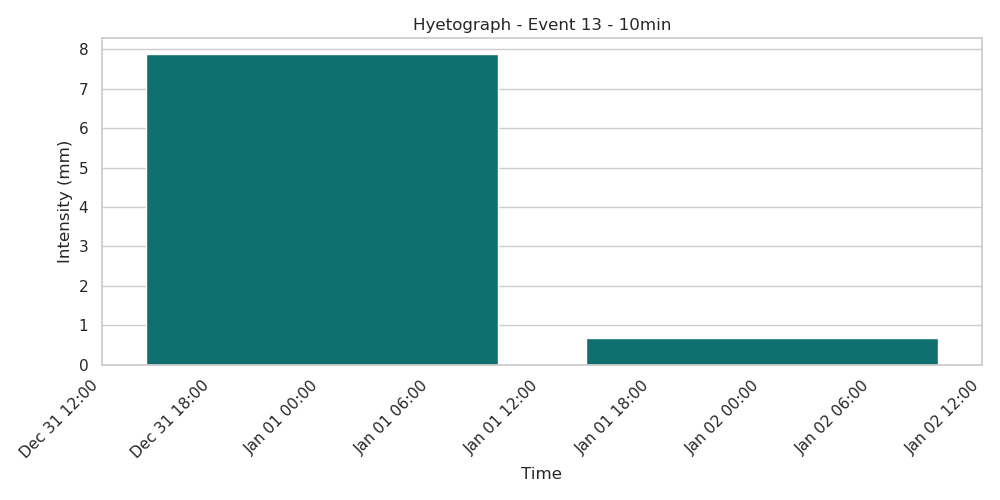 Hyetograph - Event 13 - 10min
8
7
6
5
4
3
2
1
0
Intensity (mm)
Dec 31 12:00
Dec 31 18:00
Jan 01 00:00
Jan 01 06:00
Jan 01 12:00
Jan 01 18:00
Jan 02 00:00
Jan 02 06:00
Jan 02 12:00
Time